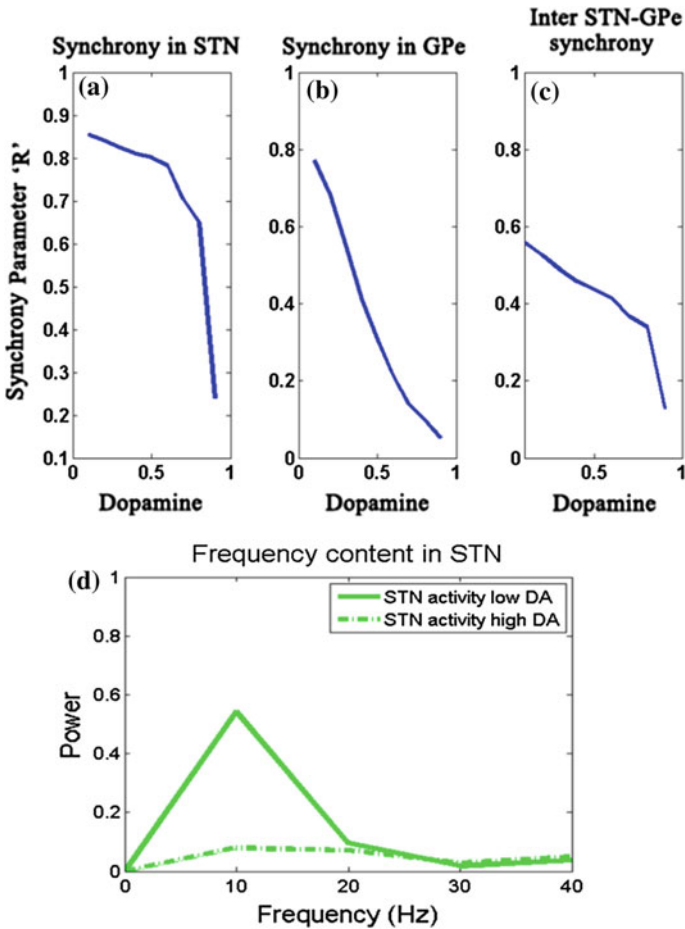 Synchrony in STN
Synchrony in GPe
Inter STN-GPe
synchrony
(a)
(b)
(c)
1
0.9
0.8
0.7
0.6
0.5
0.4
0.3
0.2
0.1
0
0.5
1
1
0.8
0.6
0.4
0.2
0
0
0.5
1
1
0.8
0.6
0.4
0.2
0
0.5
1
Synchrony Parameter ‘R’
Dopamine
Dopamine
Dopamine
Frequency content in STN
(d)
1
0.8
0.6
0.4
0.2
0
STN activity low DA
STN activity high DA
Power
0
10
20
30
40
Frequency (Hz)